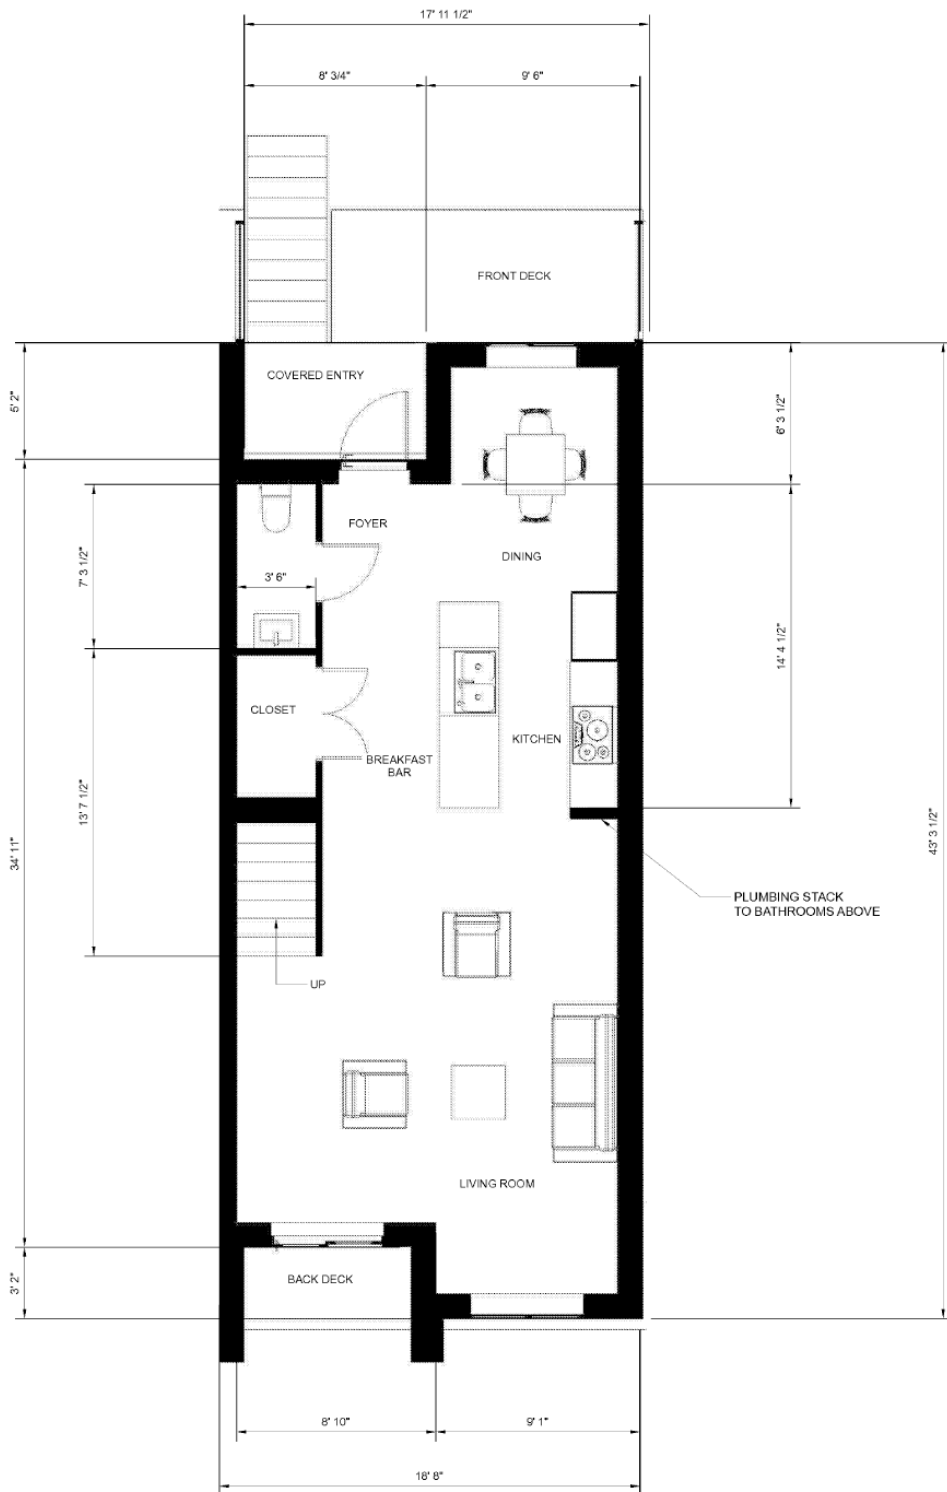 17' 11 1/2"
8' 3/4"
9' 6"
FRONT DECK
COVERED ENTRY
5' 2"
6' 3 1/2"
FOYER
DINING
7' 3 1/2"
3' 6"
14' 4 1/2"
CLOSET
KITCHEN
BREAKFAST
BAR
13' 7 1/2"
34' 11"
43' 3 1/2"
PLUMBING STACK
TO BATHROOMS ABOVE
UP
LIVING ROOM
BACK DECK
3' 2"
8' 10"
9' 1"
18' 8"